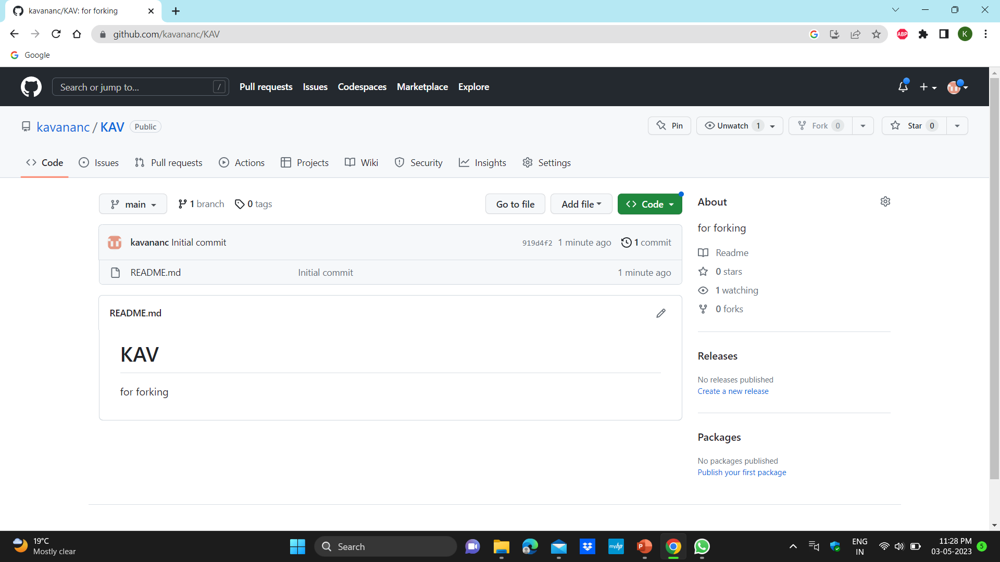 kavananc/KAV: for forking
github.com/kavananc/KAV
ABP
K
Google
Search or jump to...
/
Pull requests
Issues
Codespaces
Marketplace
Explore
kavananc / KAV
Public
Pin
Unwatch 1
Fork 0
Star 0
Code
Issues
Pull requests
Actions
Projects
Wiki
Security
Insights
Settings
main
1 branch
0 tags
Go to file
Add file
Code
About
for forking
kavananc Initial commit
919d4f2 1 minute ago
1 commit
README.md
Initial commit
1 minute ago
Readme
0 stars
1 watching
0 forks
README.md
KAV
for forking
Releases
No releases published
Create a new release
Packages
No packages published
Publish your first package
19°C
Mostly clear
Search
myhp
P
ENG
IN
11:28 PM
03-05-2023
5